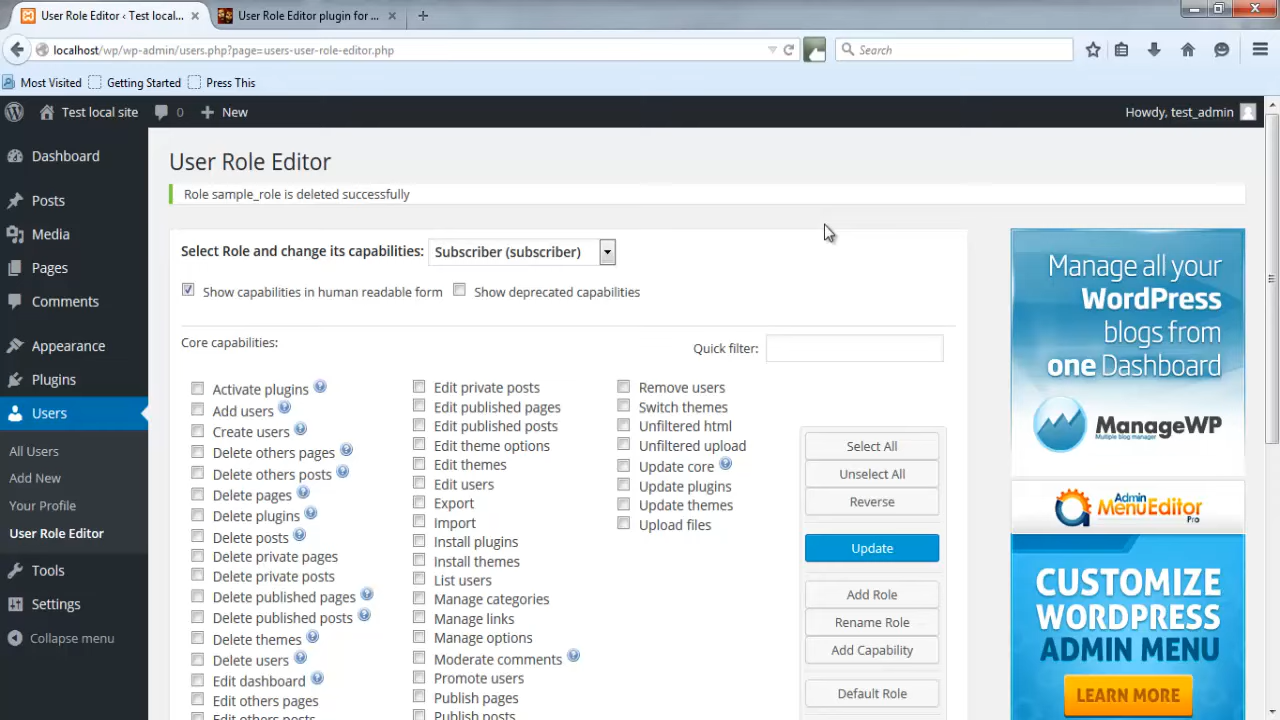 User Role Editor ‹ Test local... ×
User Role Editor plugin for ... ×
localhost/wp/wp-admin/users.php?page=users-user-role-editor.php
Search
Most Visited Getting Started Press This
Test local site 0 New
Howdy, test_admin
Dashboard
Posts
Media
Pages
Comments
Appearance
Plugins
Users
All Users
Add New
Your Profile
User Role Editor
Tools
Settings
Collapse menu
User Role Editor
Role sample_role is deleted successfully
Select Role and change its capabilities: Subscriber (subscriber)
Show capabilities in human readable form Show deprecated capabilities
Core capabilities:
Quick filter:
Activate plugins
Add users
Create users
Delete others pages
Delete others posts
Delete pages
Delete plugins
Delete posts
Delete private pages
Delete private posts
Delete published pages
Delete published posts
Delete themes
Delete users
Edit dashboard
Edit others pages
Edit others posts
Edit private posts
Edit published pages
Edit published posts
Edit theme options
Edit themes
Edit users
Export
Import
Install plugins
Install themes
List users
Manage categories
Manage links
Manage options
Moderate comments
Promote users
Publish pages
Publish posts
Remove users
Switch themes
Unfiltered html
Unfiltered upload
Update core
Update plugins
Update themes
Upload files
Select All
Unselect All
Reverse
Update
Add Role
Rename Role
Add Capability
Default Role
Manage all your
WordPress
blogs from
one Dashboard
ManageWP
Multiple blog manager
Admin
MenuEditor
Pro
CUSTOMIZE
WORDPRESS
ADMIN MENU
LEARN MORE